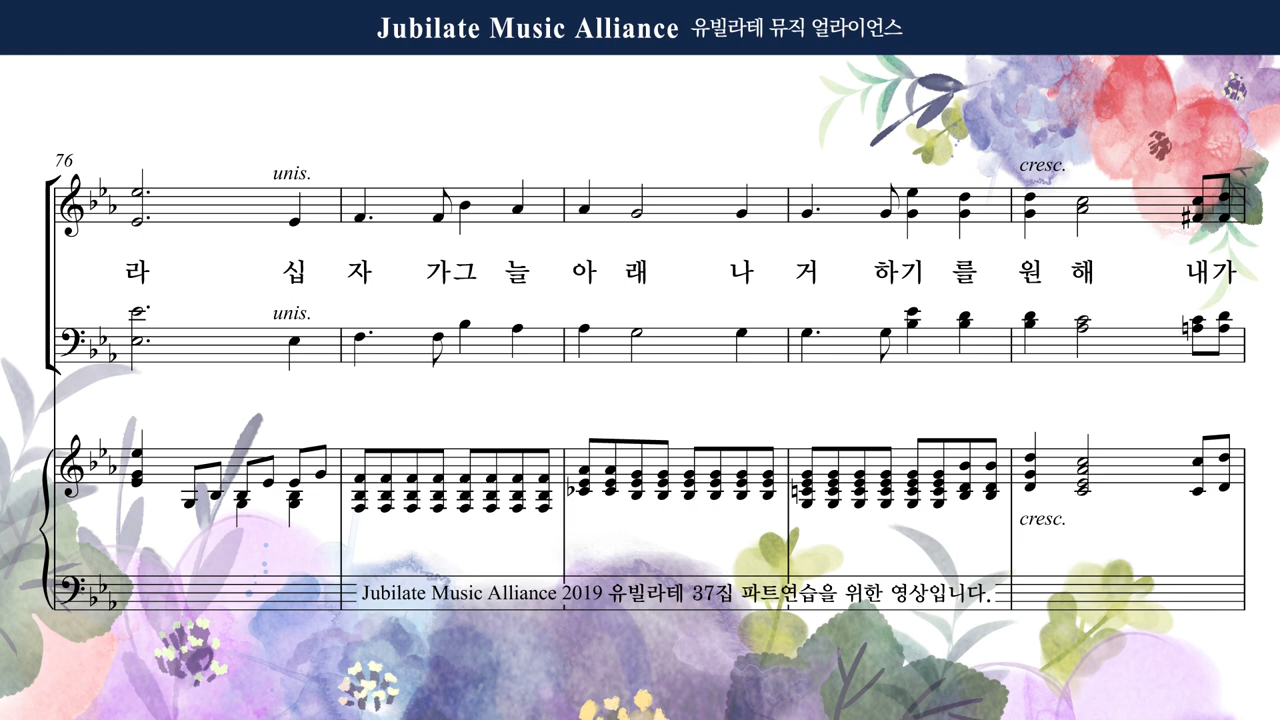 Jubilate Music Alliance 유빌라테 뮤직 얼라이언스
76
unis.
cresc.
라 십 자 가그 늘 아 래 나 거 하기 를 원 해 내가
unis.
cresc.
Jubilate Music Alliance 2019 유빌라테 37집 파트연습을 위한 영상입니다.